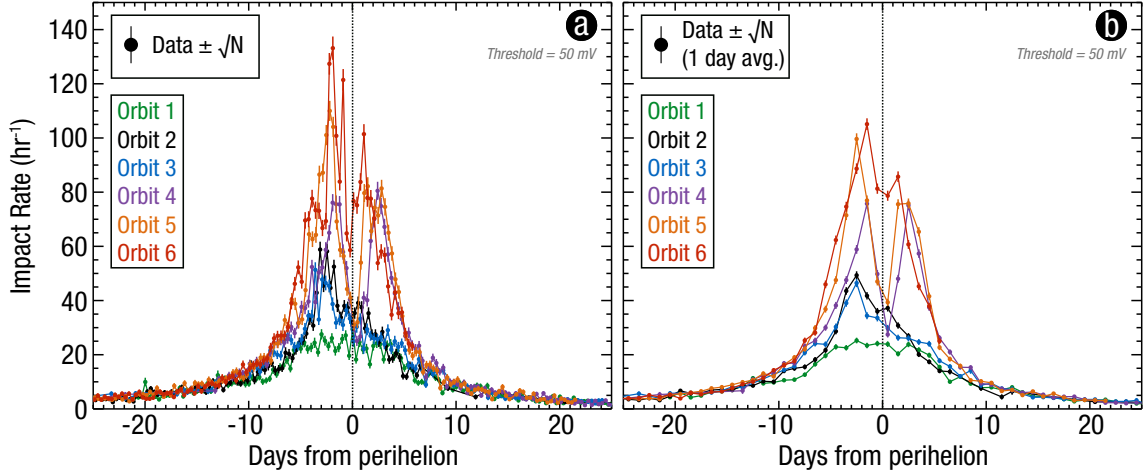 a
Data ± √N
Threshold = 50 mV
Orbit 1
Orbit 2
Orbit 3
Orbit 4
Orbit 5
Orbit 6
Impact Rate (hr⁻¹)
140
120
100
80
60
40
20
0
-20
-10
0
10
20
Days from perihelion
b
Data ± √N
(1 day avg.)
Threshold = 50 mV
Orbit 1
Orbit 2
Orbit 3
Orbit 4
Orbit 5
Orbit 6
-20
-10
0
10
20
Days from perihelion